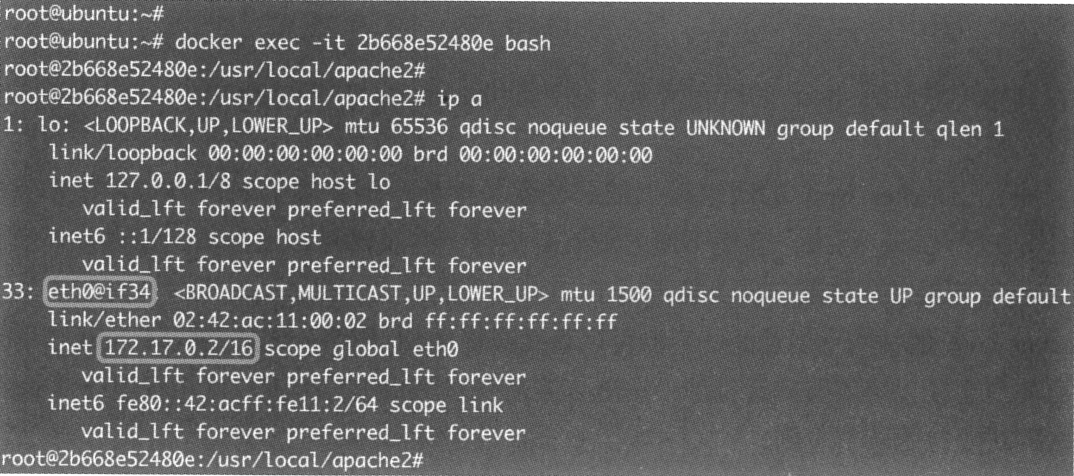 root@ubuntu:~#
root@ubuntu:~# docker exec -it 2b668e52480e bash
root@2b668e52480e:/usr/local/apache2#
root@2b668e52480e:/usr/local/apache2# ip a
1: lo: <LOOPBACK,UP,LOWER_UP> mtu 65536 qdisc noqueue state UNKNOWN group default qlen 1
    link/loopback 00:00:00:00:00:00 brd 00:00:00:00:00:00
    inet 127.0.0.1/8 scope host lo
       valid_lft forever preferred_lft forever
    inet6 ::1/128 scope host
       valid_lft forever preferred_lft forever
33: eth0@if34: <BROADCAST,MULTICAST,UP,LOWER_UP> mtu 1500 qdisc noqueue state UP group default
    link/ether 02:42:ac:11:00:02 brd ff:ff:ff:ff:ff:ff
    inet 172.17.0.2/16 scope global eth0
       valid_lft forever preferred_lft forever
    inet6 fe80::42:acff:fe11:2/64 scope link
       valid_lft forever preferred_lft forever
root@2b668e52480e:/usr/local/apache2#